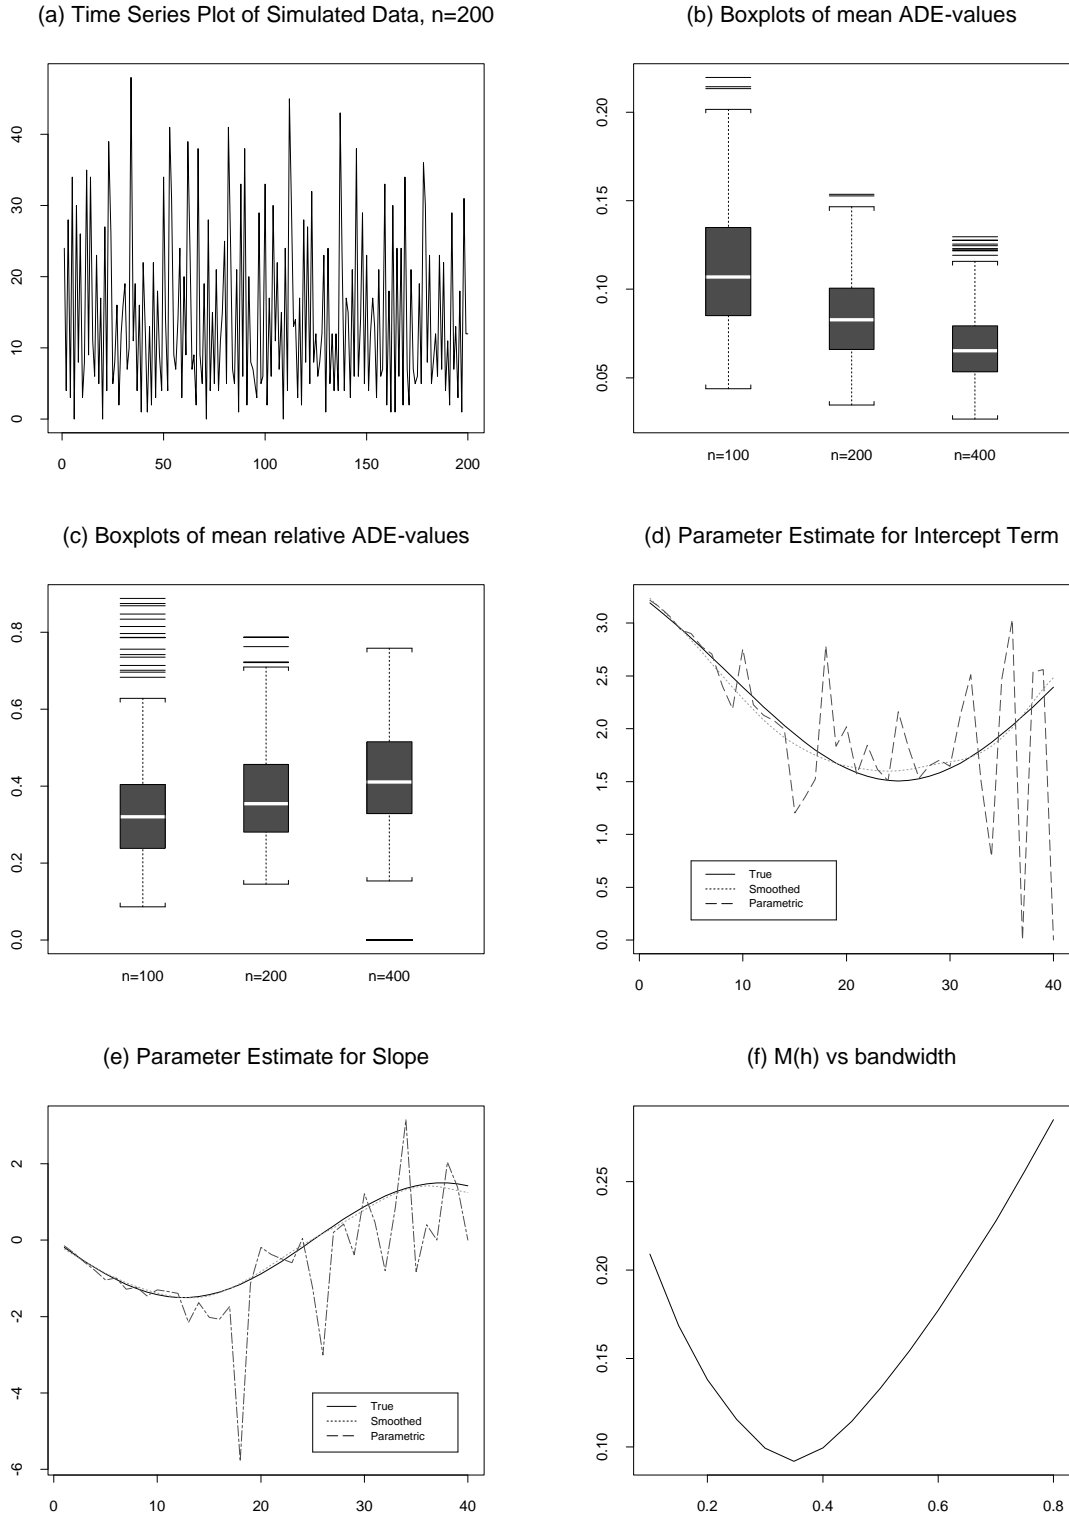 (a) Time Series Plot of Simulated Data, n=200
0 10 20 30 40
0 50 100 150 200
(b) Boxplots of mean ADE-values
0.05 0.10 0.15 0.20
n=100 n=200 n=400
(c) Boxplots of mean relative ADE-values
0.0 0.2 0.4 0.6 0.8
n=100 n=200 n=400
(d) Parameter Estimate for Intercept Term
0.0 0.5 1.0 1.5 2.0 2.5 3.0
True
Smoothed
Parametric
0 10 20 30 40
(e) Parameter Estimate for Slope
-6 -4 -2 0 2
True
Smoothed
Parametric
0 10 20 30 40
(f) M(h) vs bandwidth
0.10 0.15 0.20 0.25
0.2 0.4 0.6 0.8